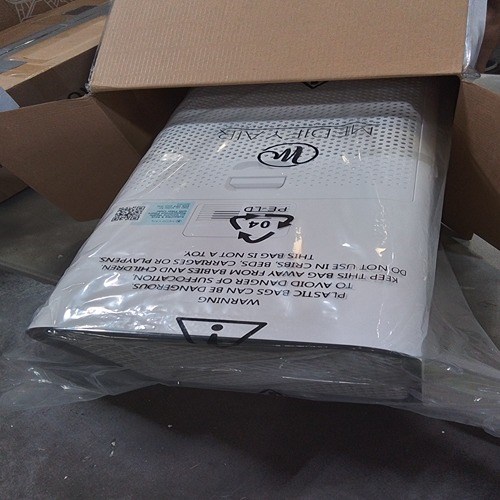 WARNING
PLASTIC BAGS CAN BE DANGEROUS
TO AVOID DANGER OF SUFFOCATION
KEEP THIS BAG AWAY FROM BABIES AND CHILDREN
DO NOT USE IN CRIBS, BEDS, CARRIAGES OR PLAYPENS
THIS BAG IS NOT A TOY
04
PE-LD
M
MEDIFY AIR